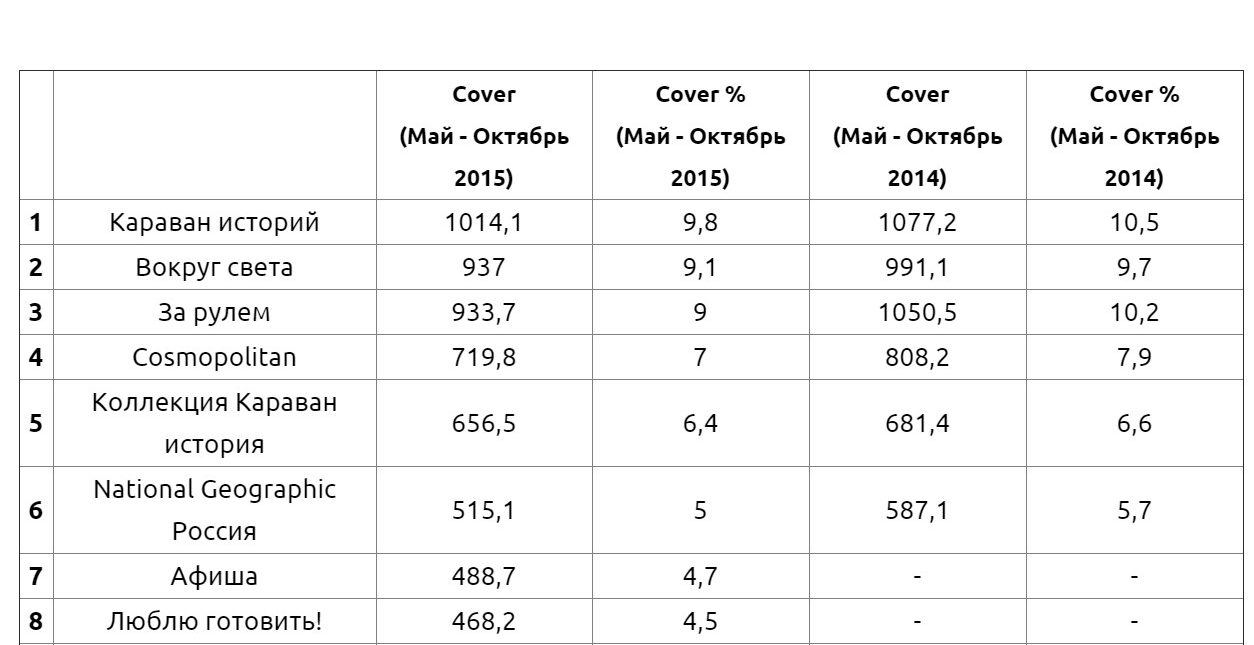 Cover Cover % Cover Cover %
(Май - Октябрь (Май - Октябрь (Май - Октябрь (Май - Октябрь
2015) 2015) 2014) 2014)
1 Караван историй 1014,1 9,8 1077,2 10,5
2 Вокруг света 937 9,1 991,1 9,7
3 За рулем 933,7 9 1050,5 10,2
4 Cosmopolitan 719,8 7 808,2 7,9
5 Коллекция Караван 656,5 6,4 681,4 6,6
история
6 National Geographic 515,1 5 587,1 5,7
Россия
7 Афиша 488,7 4,7 - -
8 Люблю готовить! 468,2 4,5 - -